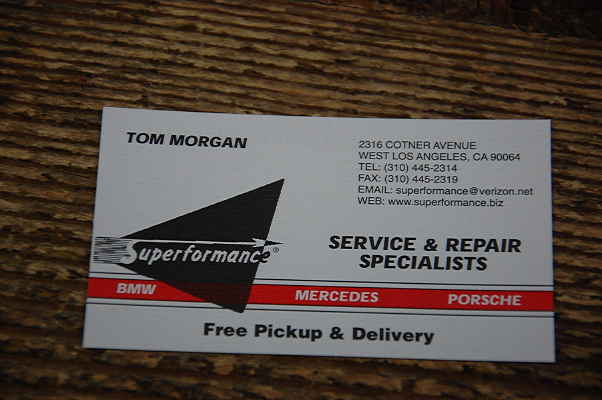 TOM MORGAN
2316 COTNER AVENUE
WEST LOS ANGELES, CA 90064
TEL: (310) 445-2314
FAX: (310) 445-2319
EMAIL: superformance@verizon.net
WEB: www.superformance.biz
Superformance®
SERVICE & REPAIR
SPECIALISTS
BMW MERCEDES PORSCHE
Free Pickup & Delivery